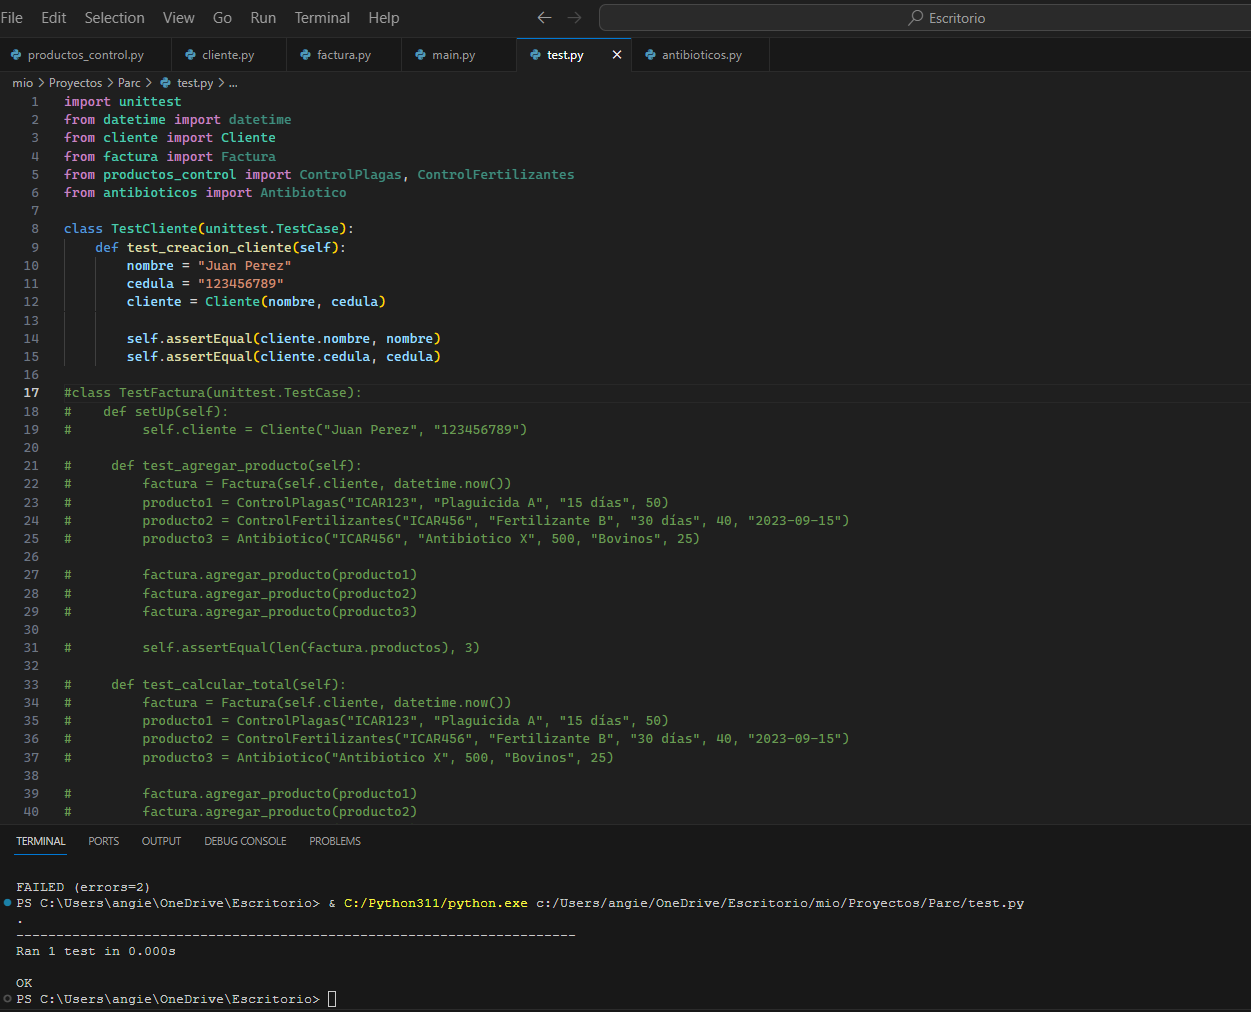 File Edit Selection View Go Run Terminal Help Escritorio
productos_control.py cliente.py factura.py main.py test.py antibioticos.py
mio > Proyectos > Parc > test.py > ...
1 import unittest
2 from datetime import datetime
3 from cliente import Cliente
4 from factura import Factura
5 from productos_control import ControlPlagas, ControlFertilizantes
6 from antibioticos import Antibiotico
7
8 class TestCliente(unittest.TestCase):
9     def test_creacion_cliente(self):
10         nombre = "Juan Perez"
11         cedula = "123456789"
12         cliente = Cliente(nombre, cedula)
13
14         self.assertEqual(cliente.nombre, nombre)
15         self.assertEqual(cliente.cedula, cedula)
16
17 #class TestFactura(unittest.TestCase):
18 #    def setUp(self):
19 #         self.cliente = Cliente("Juan Perez", "123456789")
20
21 #     def test_agregar_producto(self):
22 #         factura = Factura(self.cliente, datetime.now())
23 #         producto1 = ControlPlagas("ICAR123", "Plaguicida A", "15 días", 50)
24 #         producto2 = ControlFertilizantes("ICAR456", "Fertilizante B", "30 días", 40, "2023-09-15")
25 #         producto3 = Antibiotico("ICAR456", "Antibiotico X", 500, "Bovinos", 25)
26
27 #         factura.agregar_producto(producto1)
28 #         factura.agregar_producto(producto2)
29 #         factura.agregar_producto(producto3)
30
31 #         self.assertEqual(len(factura.productos), 3)
32
33 #     def test_calcular_total(self):
34 #         factura = Factura(self.cliente, datetime.now())
35 #         producto1 = ControlPlagas("ICAR123", "Plaguicida A", "15 días", 50)
36 #         producto2 = ControlFertilizantes("ICAR456", "Fertilizante B", "30 días", 40, "2023-09-15")
37 #         producto3 = Antibiotico("Antibiotico X", 500, "Bovinos", 25)
38
39 #         factura.agregar_producto(producto1)
40 #         factura.agregar_producto(producto2)
TERMINAL PORTS OUTPUT DEBUG CONSOLE PROBLEMS
FAILED (errors=2)
PS C:\Users\angie\OneDrive\Escritorio> & C:/Python311/python.exe c:/Users/angie/OneDrive/Escritorio/mio/Proyectos/Parc/test.py
.
----------------------------------------------------------------------
Ran 1 test in 0.000s
OK
PS C:\Users\angie\OneDrive\Escritorio>